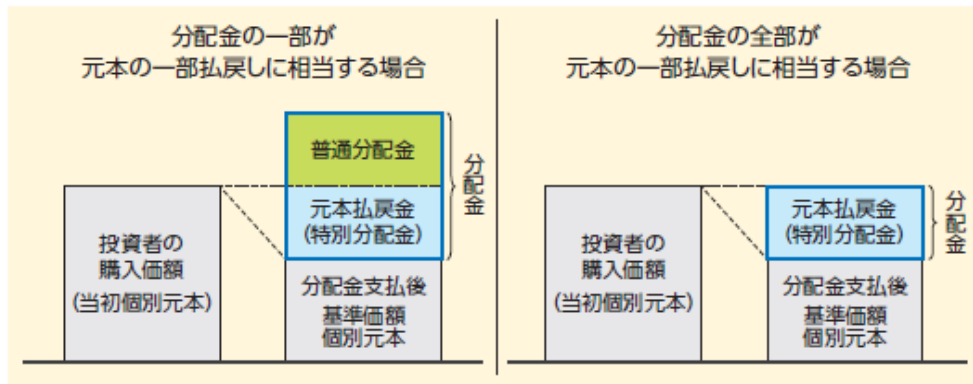 分配金の一部が
元本の一部払戻しに相当する場合
普通分配金
元本払戻金
(特別分配金)
分配金
投資者の
購入価額
(当初個別元本)
分配金支払後
基準価額
個別元本
分配金の全部が
元本の一部払戻しに相当する場合
元本払戻金
(特別分配金)
分配金
投資者の
購入価額
(当初個別元本)
分配金支払後
基準価額
個別元本